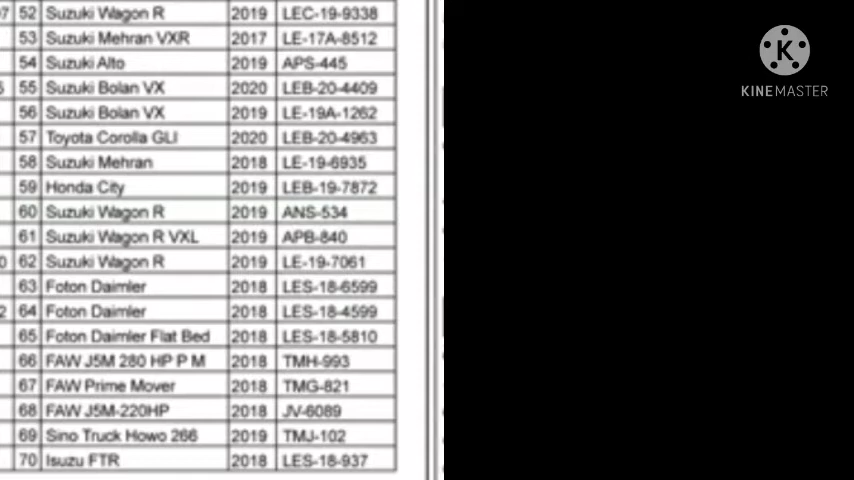 7 52 Suzuki Wagon R 2019 LEC-19-9338
53 Suzuki Mehran VXR 2017 LE-17A-8512
54 Suzuki Alto 2019 APS-445
55 Suzuki Bolan VX 2020 LEB-20-4409
56 Suzuki Bolan VX 2019 LE-19A-1262
57 Toyota Corolla GLI 2020 LEB-20-4963
58 Suzuki Mehran 2018 LE-19-6935
59 Honda City 2019 LEB-19-7872
60 Suzuki Wagon R 2019 ANS-534
61 Suzuki Wagon R VXL 2019 APB-840
0 62 Suzuki Wagon R 2019 LE-19-7061
63 Foton Daimler 2018 LES-18-6599
2 64 Foton Daimler 2018 LES-18-4599
65 Foton Daimler Flat Bed 2018 LES-18-5810
66 FAW J5M 280 HP P M 2018 TMH-993
67 FAW Prime Mover 2018 TMG-821
68 FAW J5M-220HP 2018 JV-6089
69 Sino Truck Howo 266 2019 TMJ-102
70 Isuzu FTR 2018 LES-18-937
K
KINEMASTER